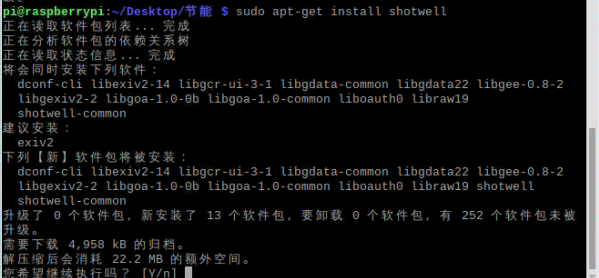 pi@raspberrypi:~/Desktop/节能 $ sudo apt-get install shotwell
正在读取软件包列表... 完成
正在分析软件包的依赖关系树
正在读取状态信息... 完成
将会同时安装下列软件：
dconf-cli libexiv2-14 libgcr-ui-3-1 libgdata-common libgdata22 libgee-0.8-2
libgexiv2-2 libgoa-1.0-0b libgoa-1.0-common liboauth0 libraw19
shotwell-common
建议安装：
exiv2
下列【新】软件包将被安装：
dconf-cli libexiv2-14 libgcr-ui-3-1 libgdata-common libgdata22 libgee-0.8-2
libgexiv2-2 libgoa-1.0-0b libgoa-1.0-common liboauth0 libraw19 shotwell
shotwell-common
升级了 0 个软件包，新安装了 13 个软件包，要卸载 0 个软件包，有 252 个软件包未被
升级。
需要下载 4,958 kB 的归档。
解压缩后会消耗 22.2 MB 的额外空间。
您希望继续执行吗？ [Y/n]